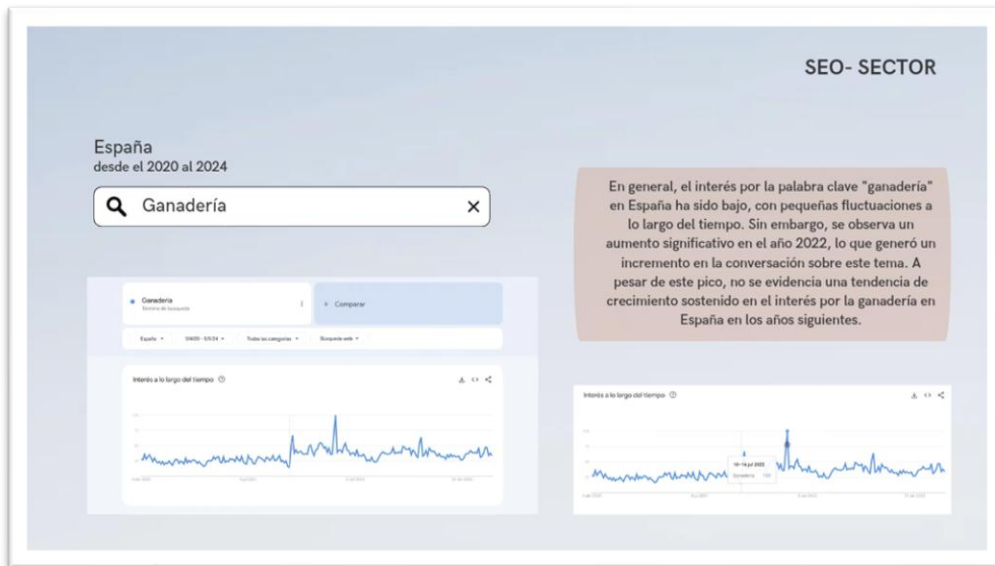 SEO- SECTOR
España
desde el 2020 al 2024
Ganadería
En general, el interés por la palabra clave "ganadería"
en España ha sido bajo, con pequeñas fluctuaciones a
lo largo del tiempo. Sin embargo, se observa un
aumento significativo en el año 2022, lo que generó un
incremento en la conversación sobre este tema. A
pesar de este pico, no se evidencia una tendencia de
crecimiento sostenido en el interés por la ganadería en
España en los años siguientes.
Ganadería
Término de búsqueda
+ Comparar
España
Todas las categorías
Búsqueda web
Interés a lo largo del tiempo
Interés a lo largo del tiempo
Ganadería